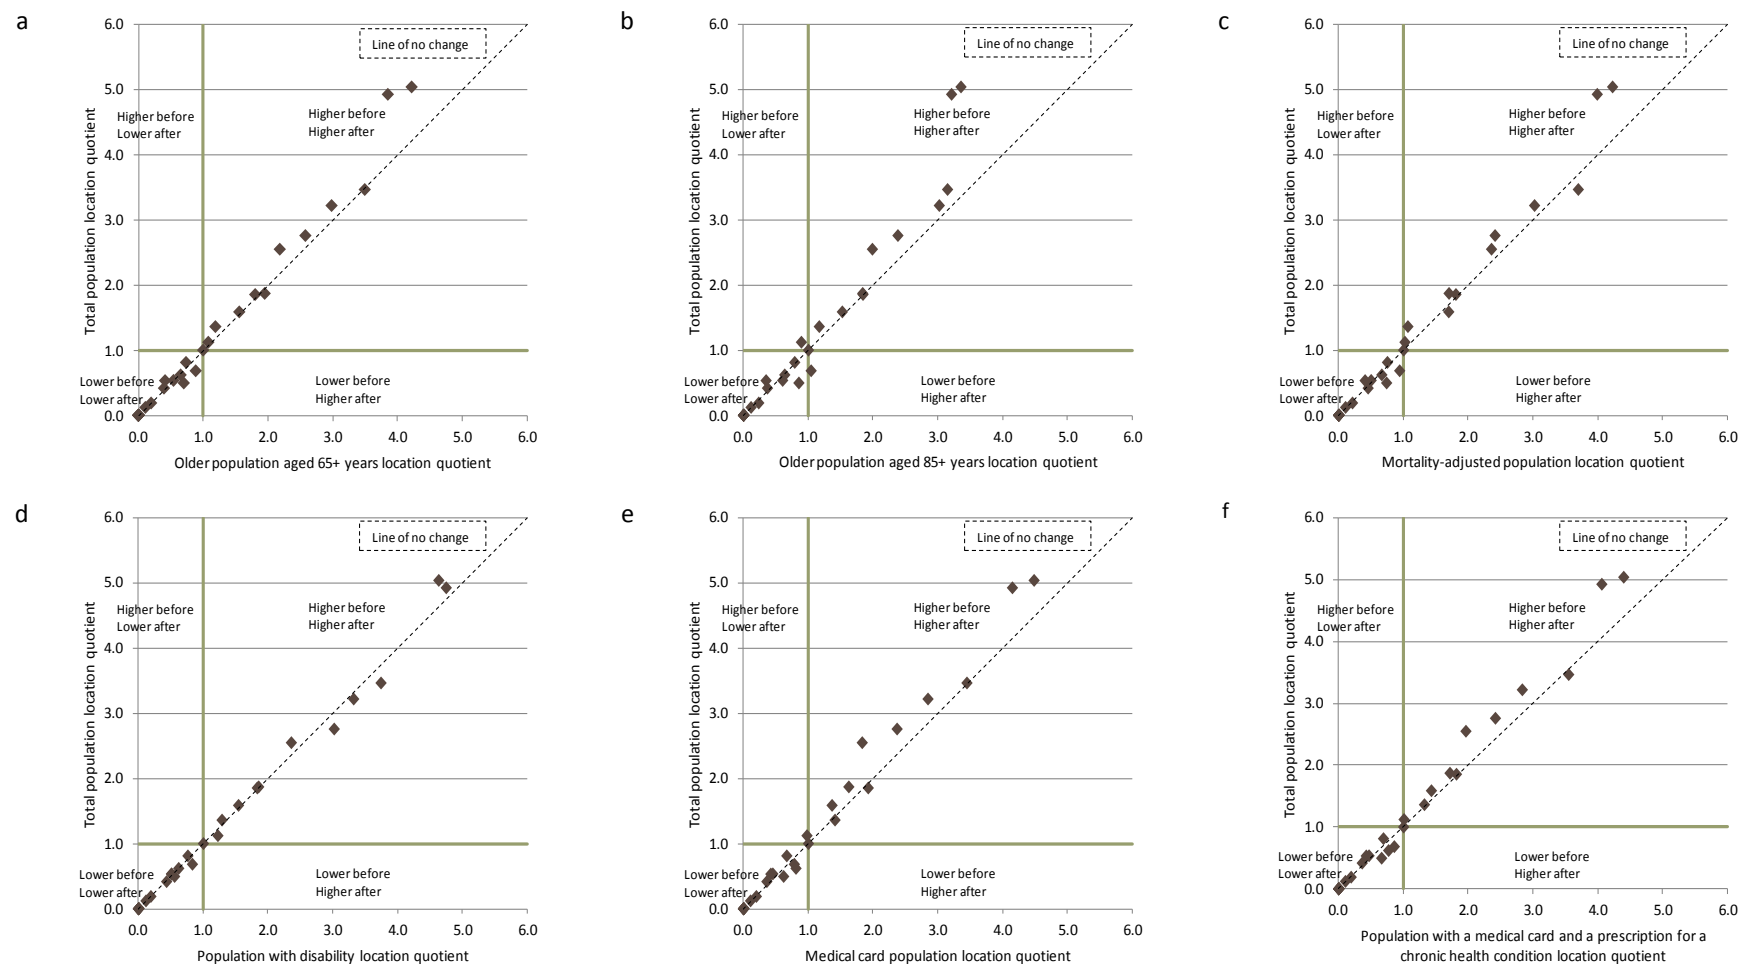 a
6.0
5.0
4.0
3.0
2.0
1.0
0.0
Total population location quotient
Line of no change
Higher before
Lower after
Higher before
Higher after
Lower before
Lower after
Lower before
Higher after
0.0 1.0 2.0 3.0 4.0 5.0 6.0
Older population aged 65+ years location quotient
b
6.0
5.0
4.0
3.0
2.0
1.0
0.0
Total population location quotient
Line of no change
Higher before
Lower after
Higher before
Higher after
Lower before
Lower after
Lower before
Higher after
0.0 1.0 2.0 3.0 4.0 5.0 6.0
Older population aged 85+ years location quotient
c
6.0
5.0
4.0
3.0
2.0
1.0
0.0
Total population location quotient
Line of no change
Higher before
Lower after
Higher before
Higher after
Lower before
Lower after
Lower before
Higher after
0.0 1.0 2.0 3.0 4.0 5.0 6.0
Mortality-adjusted population location quotient
d
6.0
5.0
4.0
3.0
2.0
1.0
0.0
Total population location quotient
Line of no change
Higher before
Lower after
Higher before
Higher after
Lower before
Lower after
Lower before
Higher after
0.0 1.0 2.0 3.0 4.0 5.0 6.0
Population with disability location quotient
e
6.0
5.0
4.0
3.0
2.0
1.0
0.0
Total population location quotient
Line of no change
Higher before
Lower after
Higher before
Higher after
Lower before
Lower after
Lower before
Higher after
0.0 1.0 2.0 3.0 4.0 5.0 6.0
Medical card population location quotient
f
6.0
5.0
4.0
3.0
2.0
1.0
0.0
Total population location quotient
Line of no change
Higher before
Lower after
Higher before
Higher after
Lower before
Lower after
Lower before
Higher after
0.0 1.0 2.0 3.0 4.0 5.0 6.0
Population with a medical card and a prescription for a
chronic health condition location quotient